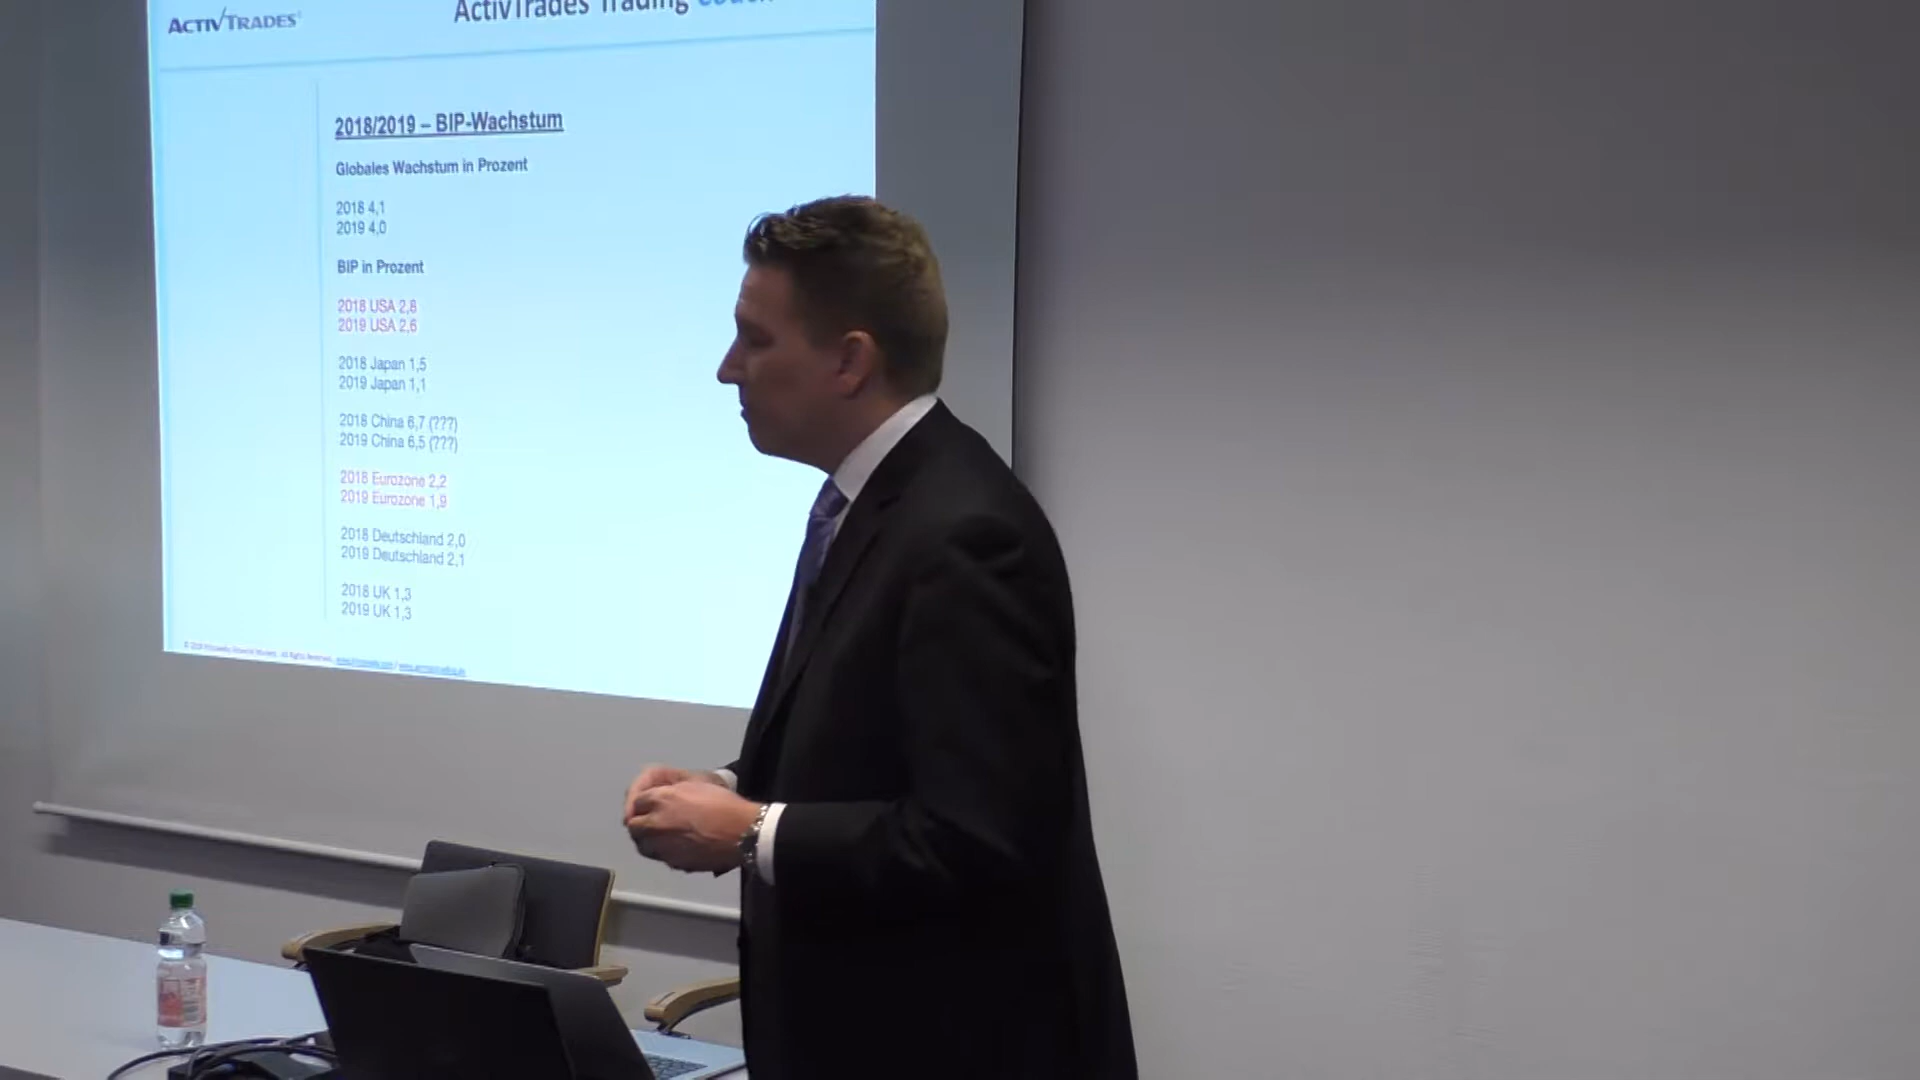 ACTIVTRADES
ActivTrades Trading
2018/2019 – BIP-Wachstum
Globales Wachstum in Prozent
2018 4,1
2019 4,0
BIP in Prozent
2018 USA 2,8
2019 USA 2,6
2018 Japan 1,5
2019 Japan 1,1
2018 China 6,7 (???)
2019 China 6,5 (???)
2018 Eurozone 2,2
2019 Eurozone 1,9
2018 Deutschland 2,0
2019 Deutschland 2,1
2018 UK 1,3
2019 UK 1,3
All Rights Reserved